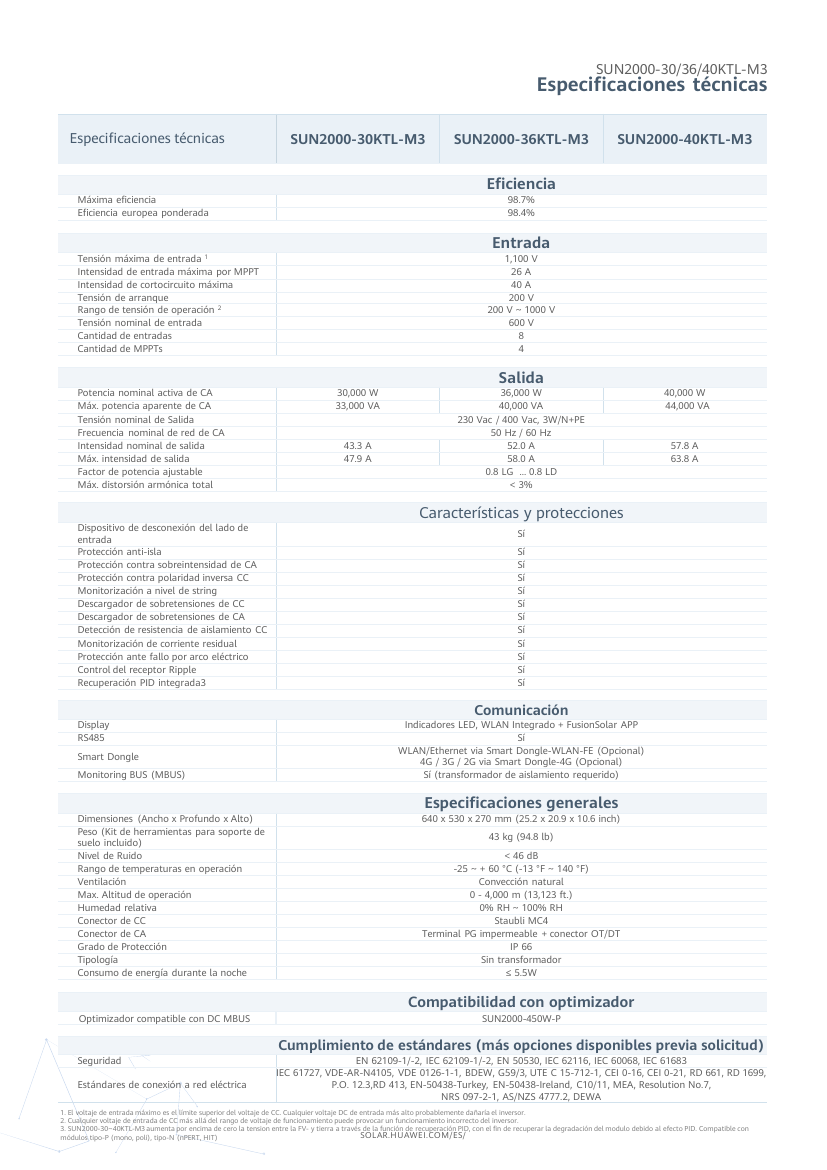 SUN2000-30/36/40KTL-M3
Especificaciones técnicas
Especificaciones técnicas SUN2000-30KTL-M3 SUN2000-36KTL-M3 SUN2000-40KTL-M3
Eficiencia
Máxima eficiencia 98.7%
Eficiencia europea ponderada 98.4%
Entrada
Tensión máxima de entrada ¹ 1,100 V
Intensidad de entrada máxima por MPPT 26 A
Intensidad de cortocircuito máxima 40 A
Tensión de arranque 200 V
Rango de tensión de operación ² 200 V ~ 1000 V
Tensión nominal de entrada 600 V
Cantidad de entradas 8
Cantidad de MPPTs 4
Salida
Potencia nominal activa de CA 30,000 W 36,000 W 40,000 W
Máx. potencia aparente de CA 33,000 VA 40,000 VA 44,000 VA
Tensión nominal de Salida 230 Vac / 400 Vac, 3W/N+PE
Frecuencia nominal de red de CA 50 Hz / 60 Hz
Intensidad nominal de salida 43.3 A 52.0 A 57.8 A
Máx. intensidad de salida 47.9 A 58.0 A 63.8 A
Factor de potencia ajustable 0.8 LG ... 0.8 LD
Máx. distorsión armónica total < 3%
Características y protecciones
Dispositivo de desconexión del lado de
entrada Sí
Protección anti-isla Sí
Protección contra sobreintensidad de CA Sí
Protección contra polaridad inversa CC Sí
Monitorización a nivel de string Sí
Descargador de sobretensiones de CC Sí
Descargador de sobretensiones de CA Sí
Detección de resistencia de aislamiento CC Sí
Monitorización de corriente residual Sí
Protección ante fallo por arco eléctrico Sí
Control del receptor Ripple Sí
Recuperación PID integrada3 Sí
Comunicación
Display Indicadores LED, WLAN Integrado + FusionSolar APP
RS485 Sí
Smart Dongle WLAN/Ethernet via Smart Dongle-WLAN-FE (Opcional)
4G / 3G / 2G via Smart Dongle-4G (Opcional)
Monitoring BUS (MBUS) Sí (transformador de aislamiento requerido)
Especificaciones generales
Dimensiones (Ancho x Profundo x Alto) 640 x 530 x 270 mm (25.2 x 20.9 x 10.6 inch)
Peso (Kit de herramientas para soporte de
suelo incluido) 43 kg (94.8 lb)
Nivel de Ruido < 46 dB
Rango de temperaturas en operación -25 ~ + 60 °C (-13 °F ~ 140 °F)
Ventilación Convección natural
Max. Altitud de operación 0 - 4,000 m (13,123 ft.)
Humedad relativa 0% RH ~ 100% RH
Conector de CC Staubli MC4
Conector de CA Terminal PG impermeable + conector OT/DT
Grado de Protección IP 66
Tipología Sin transformador
Consumo de energía durante la noche ≤ 5.5W
Compatibilidad con optimizador
Optimizador compatible con DC MBUS SUN2000-450W-P
Cumplimiento de estándares (más opciones disponibles previa solicitud)
Seguridad EN 62109-1/-2, IEC 62109-1/-2, EN 50530, IEC 62116, IEC 60068, IEC 61683
Estándares de conexión a red eléctrica IEC 61727, VDE-AR-N4105, VDE 0126-1-1, BDEW, G59/3, UTE C 15-712-1, CEI 0-16, CEI 0-21, RD 661, RD 1699,
P.O. 12.3,RD 413, EN-50438-Turkey, EN-50438-Ireland, C10/11, MEA, Resolution No.7,
NRS 097-2-1, AS/NZS 4777.2, DEWA
1. El voltaje de entrada máximo es el límite superior del voltaje de CC. Cualquier voltaje DC de entrada más alto probablemente dañaría el inversor.
2. Cualquier voltaje de entrada de CC más allá del rango de voltaje de funcionamiento puede provocar un funcionamiento incorrecto del inversor.
3. SUN2000-30~40KTL-M3 aumenta por encima de cero la tension entre la FV- y tierra a través de la función de recuperación PID, con el fin de recuperar la degradación del modulo debido al efecto PID. Compatible con
módulos tipo-P (mono, poli), tipo-N (nPERT, HIT)
SOLAR.HUAWEI.COM/ES/